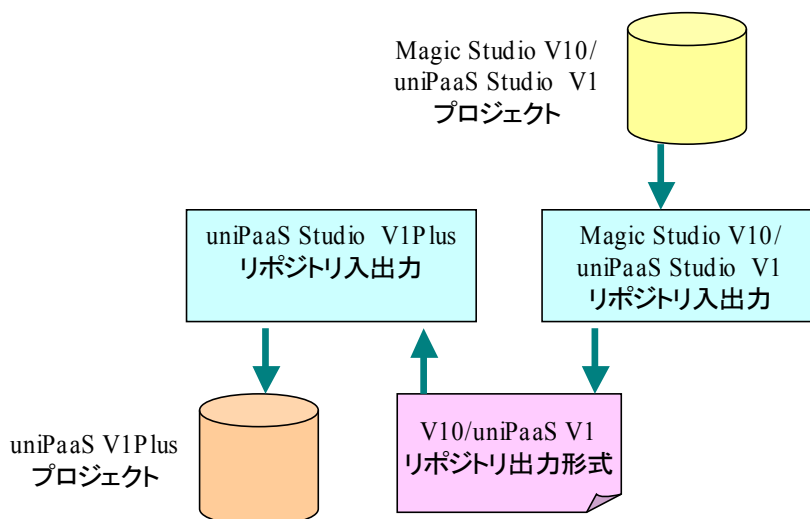 Magic Studio V10/
uniPaaS Studio V1
プロジェクト
uniPaaS Studio V1Plus
リポジトリ入出力
Magic Studio V10/
uniPaaS Studio V1
リポジトリ入出力
uniPaaS V1Plus
プロジェクト
V10/uniPaaS V1
リポジトリ出力形式